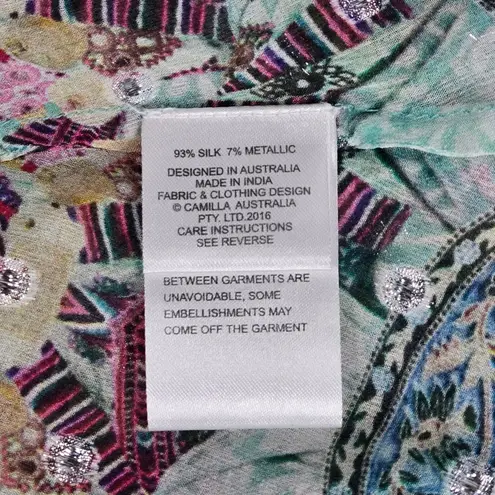 93% SILK 7% METALLIC
DESIGNED IN AUSTRALIA
MADE IN INDIA
FABRIC & CLOTHING DESIGN
© CAMILLA AUSTRALIA
PTY. LTD.2016
CARE INSTRUCTIONS
SEE REVERSE
BETWEEN GARMENTS ARE
UNAVOIDABLE, SOME
EMBELLISHMENTS MAY
COME OFF THE GARMENT